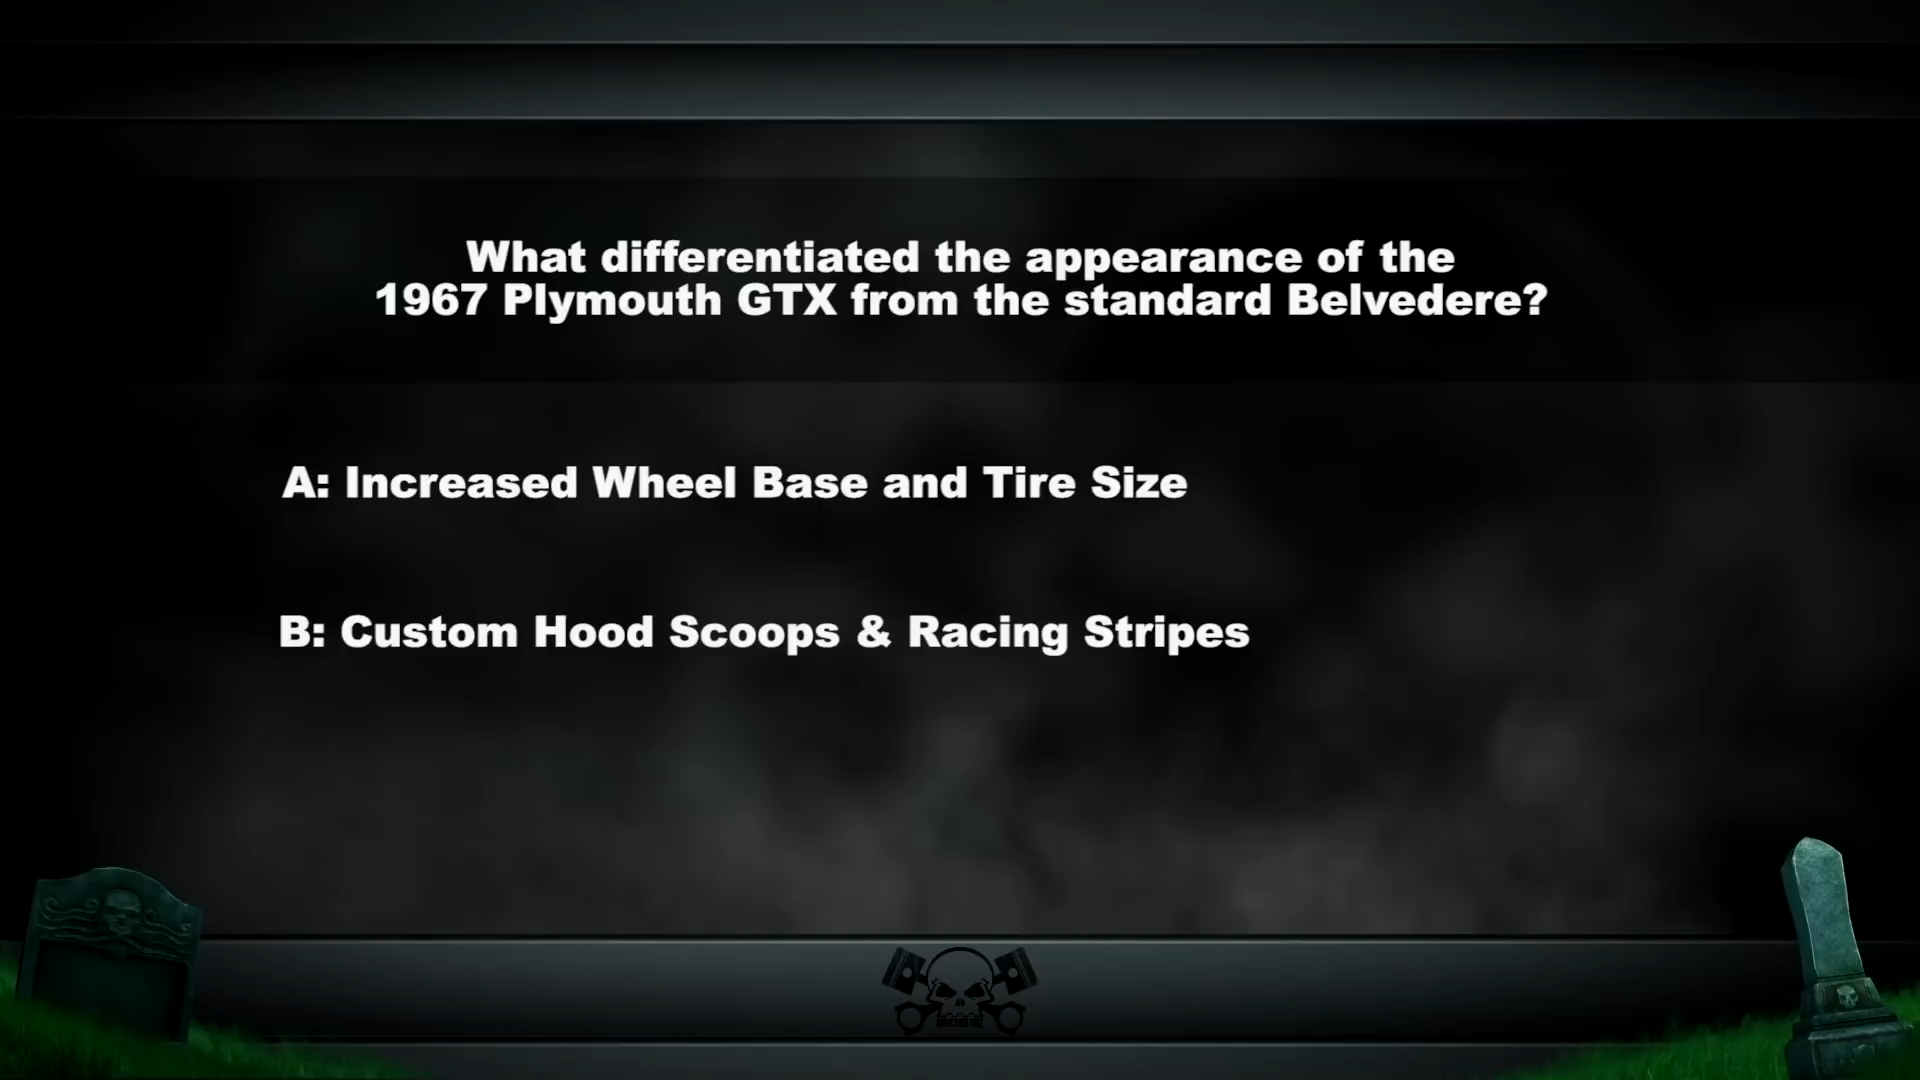 What differentiated the appearance of the
1967 Plymouth GTX from the standard Belvedere?
A: Increased Wheel Base and Tire Size
B: Custom Hood Scoops & Racing Stripes